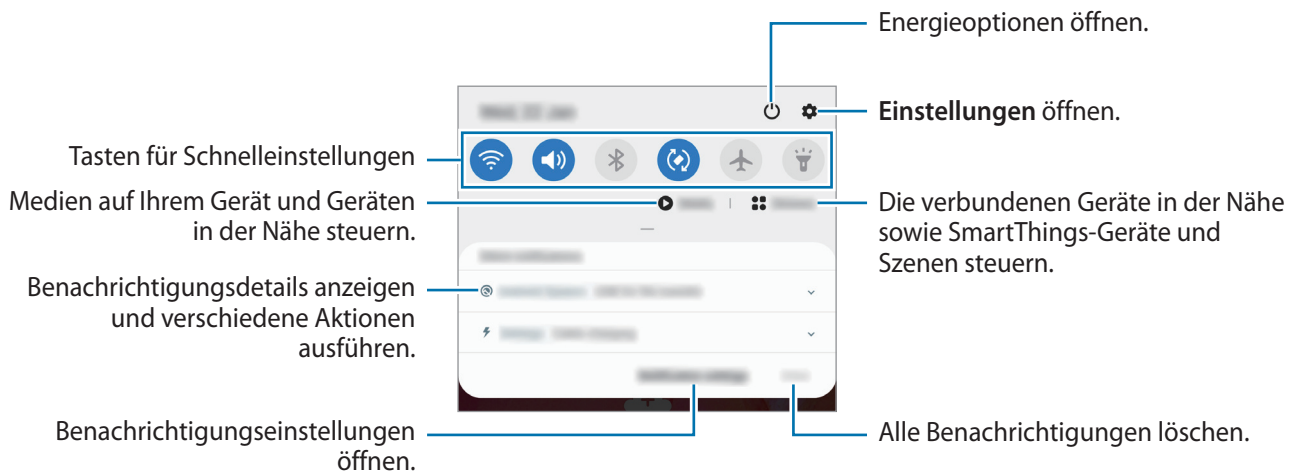 Energieoptionen öffnen.
Einstellungen öffnen.
Tasten für Schnelleinstellungen
Medien auf Ihrem Gerät und Geräten
in der Nähe steuern.
Die verbundenen Geräte in der Nähe
sowie SmartThings-Geräte und
Szenen steuern.
Benachrichtigungsdetails anzeigen
und verschiedene Aktionen
ausführen.
Benachrichtigungseinstellungen
öffnen.
Alle Benachrichtigungen löschen.